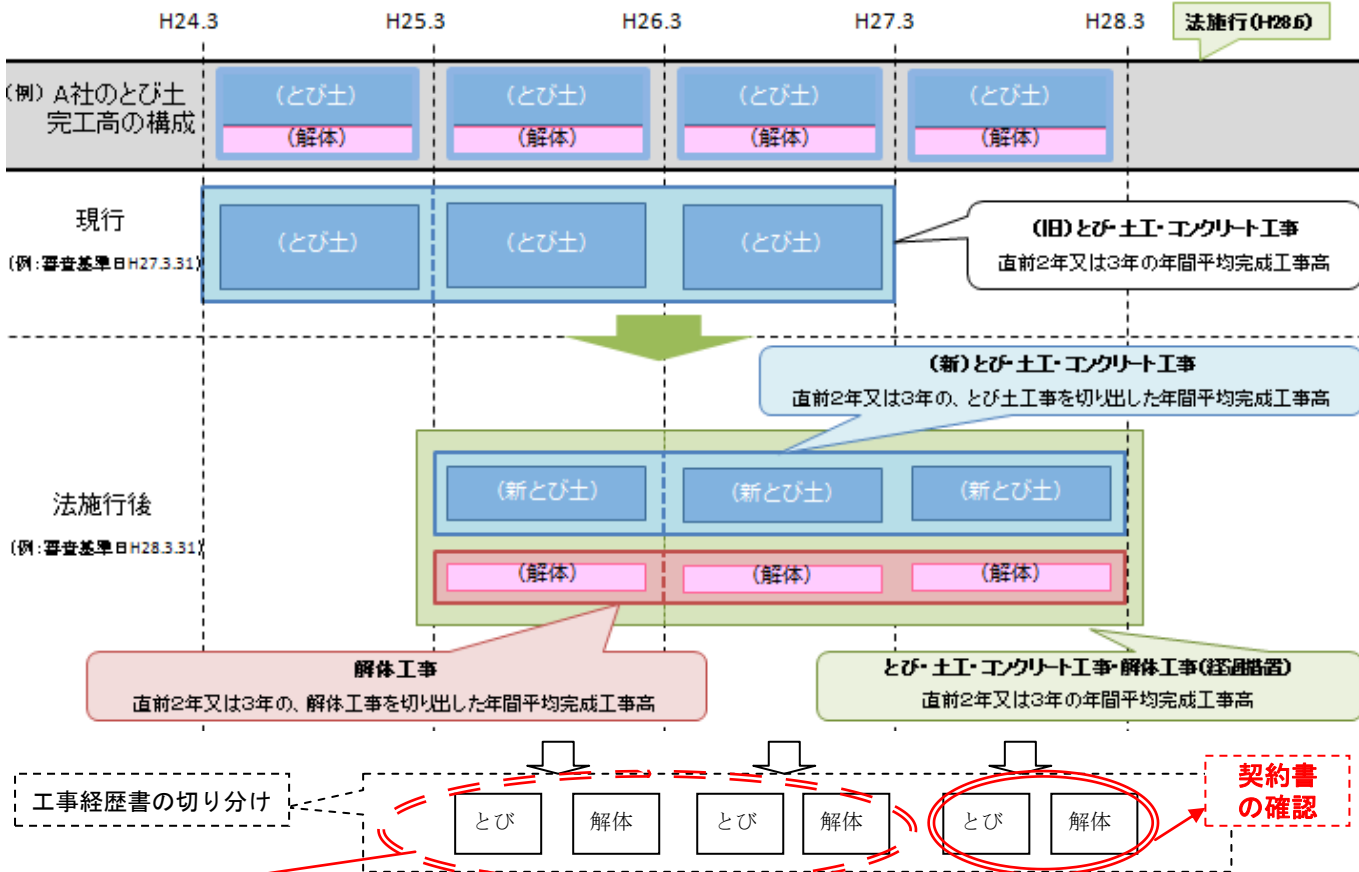 H24.3 H25.3 H26.3 H27.3 H28.3 法施行(H28.6)
(例) A社のとび土
完工高の構成
(とび土) (とび土) (とび土) (とび土)
(解体) (解体) (解体) (解体)
現行
(例:審査基準日H27.3.31)
(とび土) (とび土) (とび土)
(旧)とび・土工・コンクリート工事
直前2年又は3年の年間平均完成工事高
(新)とび・土工・コンクリート工事
直前2年又は3年の、とび土工事を切り出した年間平均完成工事高
法施行後
(例:審査基準日H28.3.31)
(新とび土) (新とび土) (新とび土)
(解体) (解体) (解体)
解体工事
直前2年又は3年の、解体工事を切り出した年間平均完成工事高
とび・土工・コンクリート工事・解体工事(経過措置)
直前2年又は3年の年間平均完成工事高
工事経歴書の切り分け
とび 解体 とび 解体 とび 解体
契約書
の確認